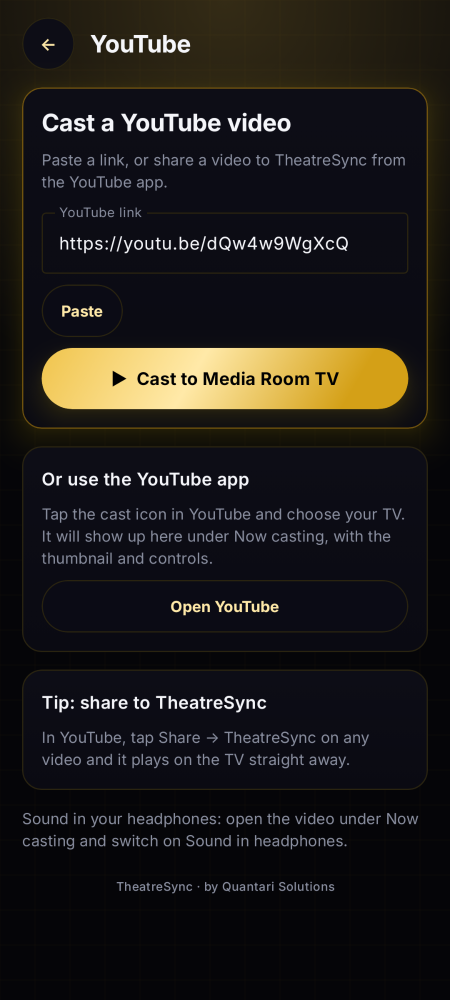 ← YouTube
Cast a YouTube video
Paste a link, or share a video to TheatreSync from
the YouTube app.
YouTube link
https://youtu.be/dQw4w9WgXcQ
Paste
▶ Cast to Media Room TV
Or use the YouTube app
Tap the cast icon in YouTube and choose your TV.
It will show up here under Now casting, with the
thumbnail and controls.
Open YouTube
Tip: share to TheatreSync
In YouTube, tap Share → TheatreSync on any
video and it plays on the TV straight away.
Sound in your headphones: open the video under Now
casting and switch on Sound in headphones.
TheatreSync · by Quantari Solutions